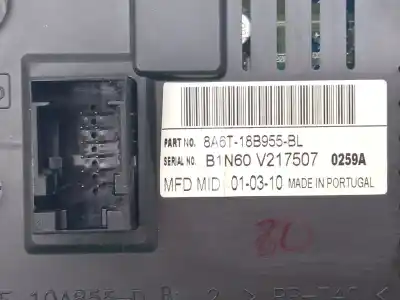 PART NO. 8A6T-18B955-BL
SERIAL NO. B1N60 V217507 0259A
MFD MID 01-03-10 MADE IN PORTUGAL
80